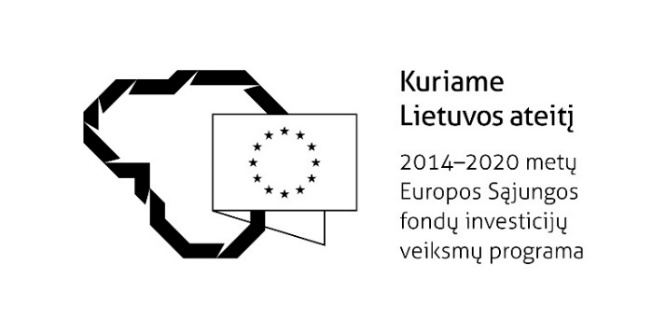 Kuriame
Lietuvos ateitį
2014–2020 metų
Europos Sąjungos
fondų investicijų
veiksmų programa